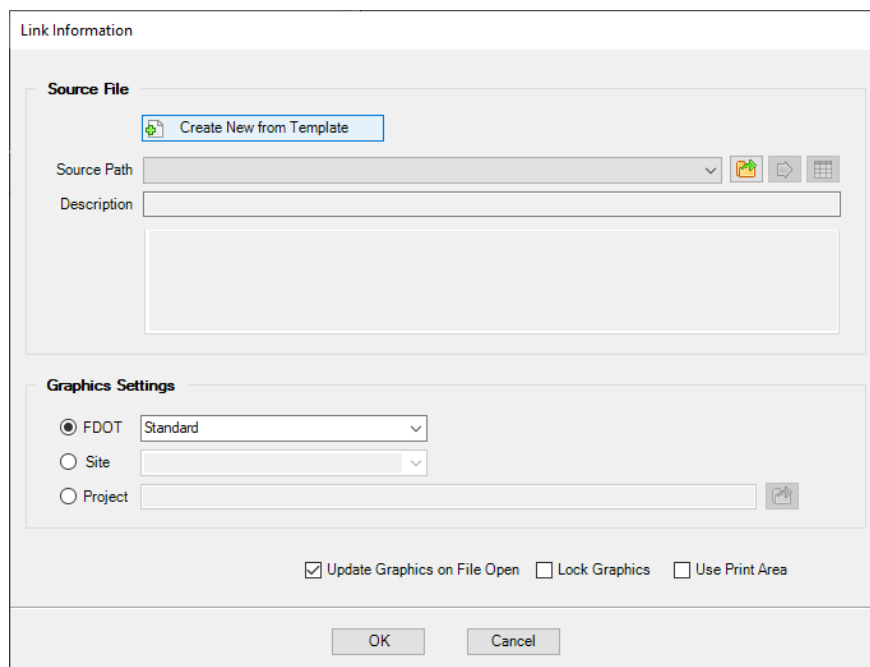 Link Information
Source File
Create New from Template
Source Path
Description
Graphics Settings
FDOT Standard
Site
Project
Update Graphics on File Open Lock Graphics Use Print Area
OK Cancel